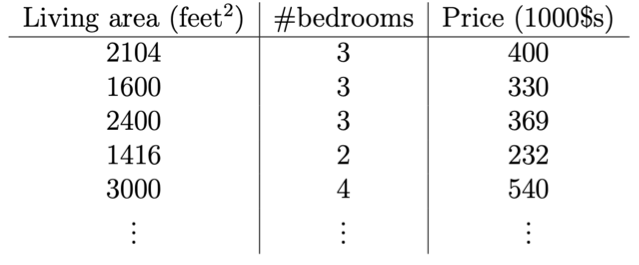 Living area (feet²) #bedrooms Price (1000$s)
2104 3 400
1600 3 330
2400 3 369
1416 2 232
3000 4 540
⋮ ⋮ ⋮